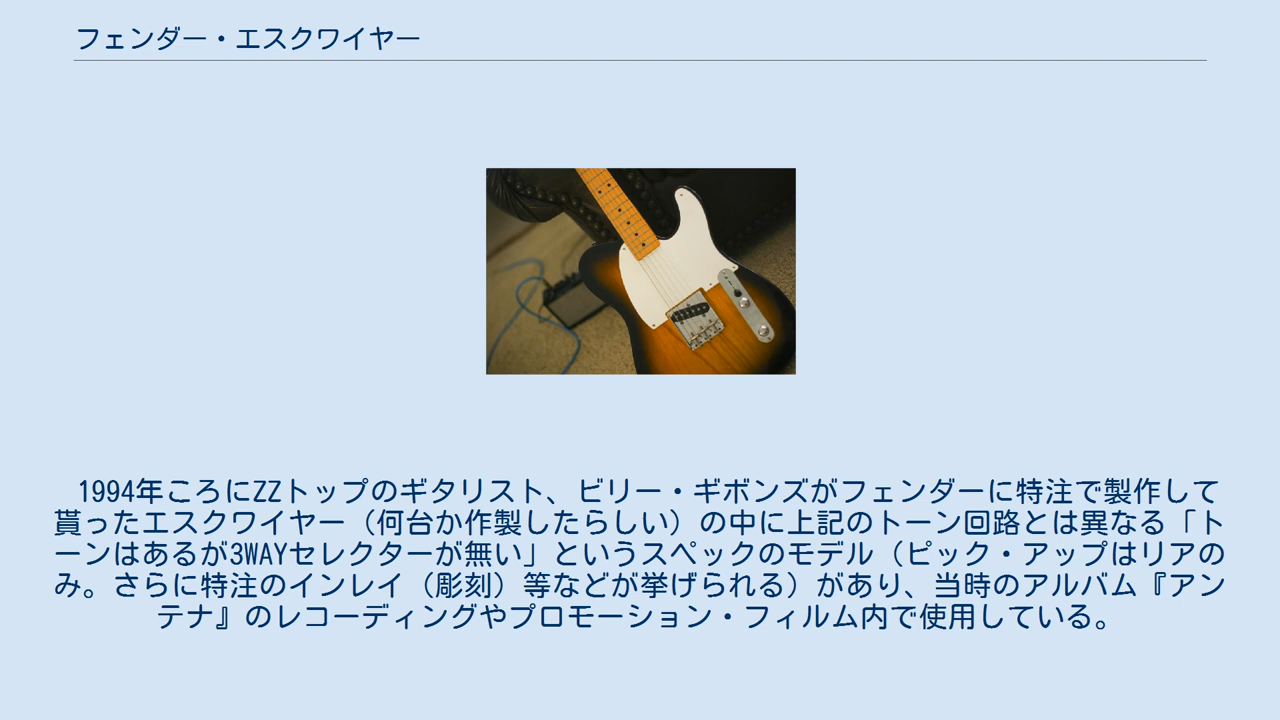 フェンダー・エスクワイヤー
1994年ころにZZトップのギタリスト、ビリー・ギボンズがフェンダーに特注で製作して
貰ったエスクワイヤー（何台か作製したらしい）の中に上記のトーン回路とは異なる「ト
ーンはあるが3WAYセレクターが無い」というスペックのモデル（ピック・アップはリアの
み。さらに特注のインレイ（彫刻）等などが挙げられる）があり、当時のアルバム『アン
テナ』のレコーディングやプロモーション・フィルム内で使用している。